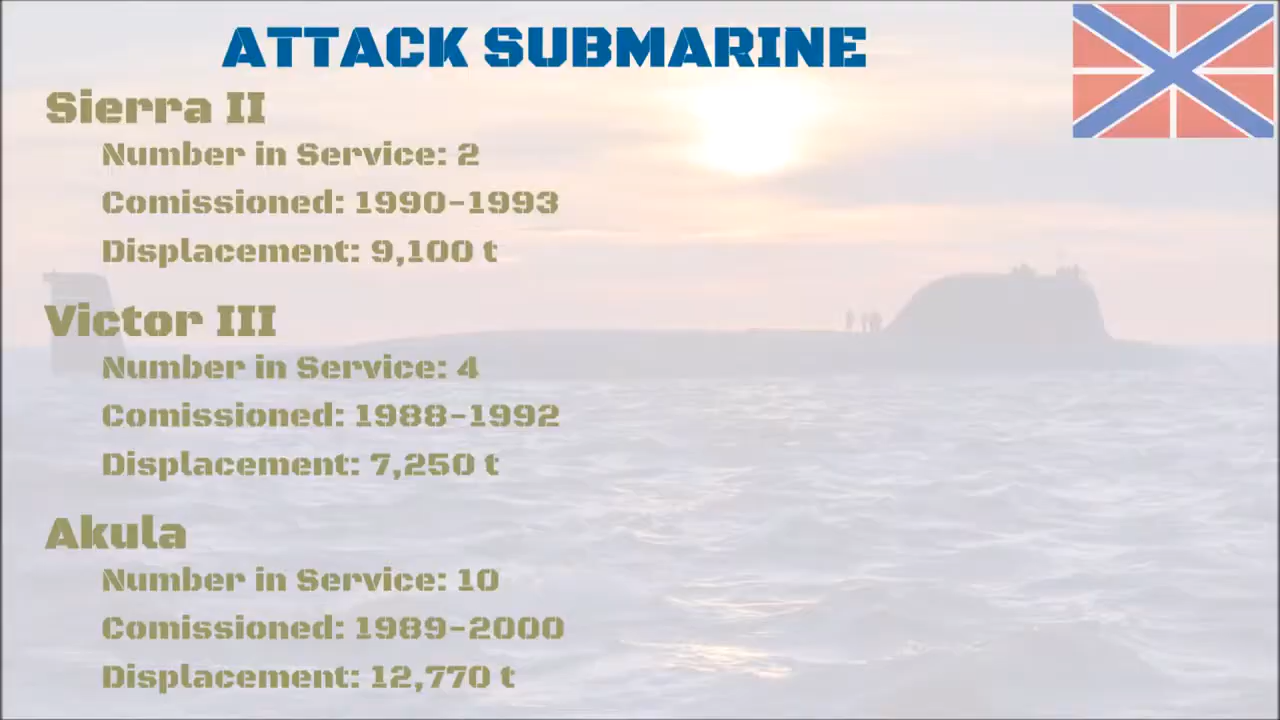 ATTACK SUBMARINE
Sierra II
Number in Service: 2
Comissioned: 1990-1993
Displacement: 9,100 t
Victor III
Number in Service: 4
Comissioned: 1988-1992
Displacement: 7,250 t
Akula
Number in Service: 10
Comissioned: 1989-2000
Displacement: 12,770 t